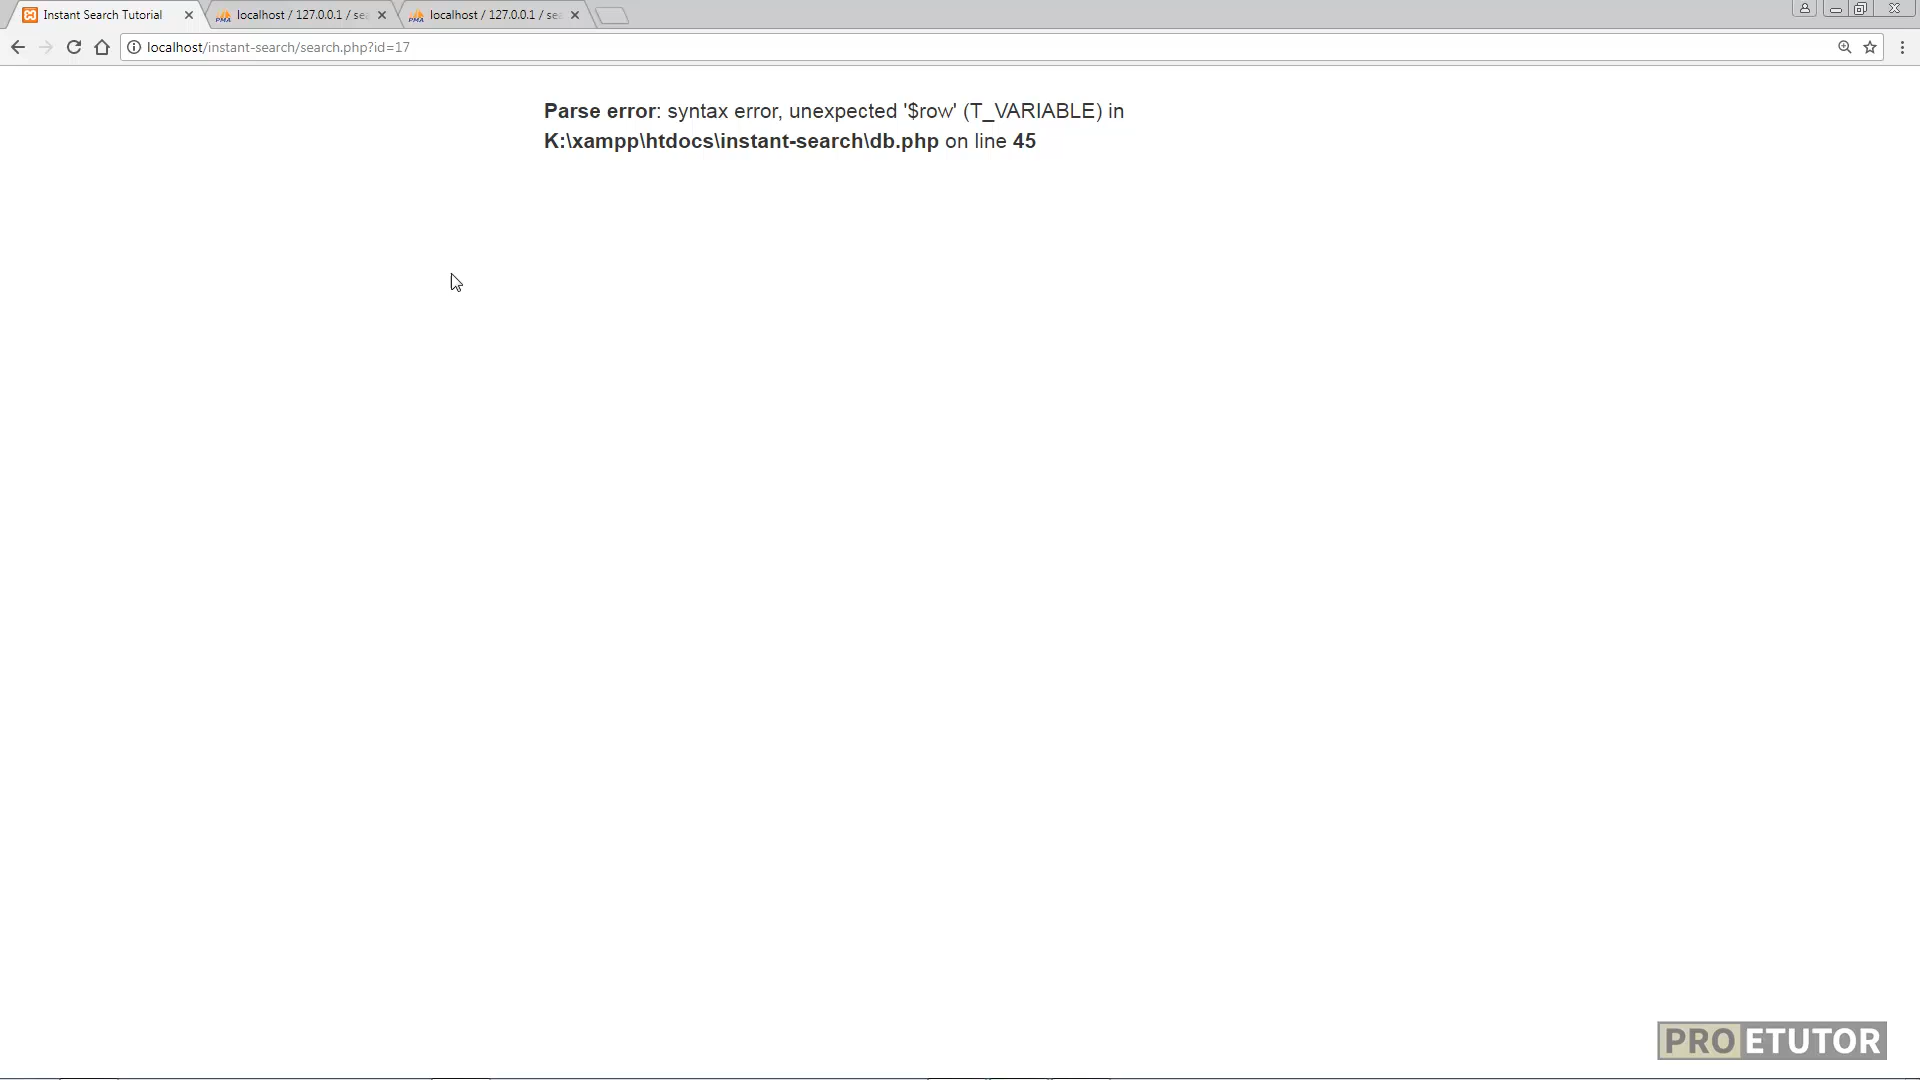 Instant Search Tutorial
localhost / 127.0.0.1 / sea
localhost / 127.0.0.1 / sea
localhost/instant-search/search.php?id=17
Parse error: syntax error, unexpected '$row' (T_VARIABLE) in
K:\xampp\htdocs\instant-search\db.php on line 45
PROETUTOR